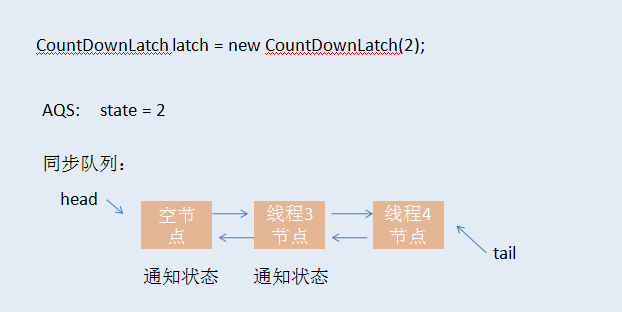 CountDownLatch latch = new CountDownLatch(2);
AQS: state = 2
同步队列：
head
空节
点
线程3
节点
线程4
节点
tail
通知状态 通知状态